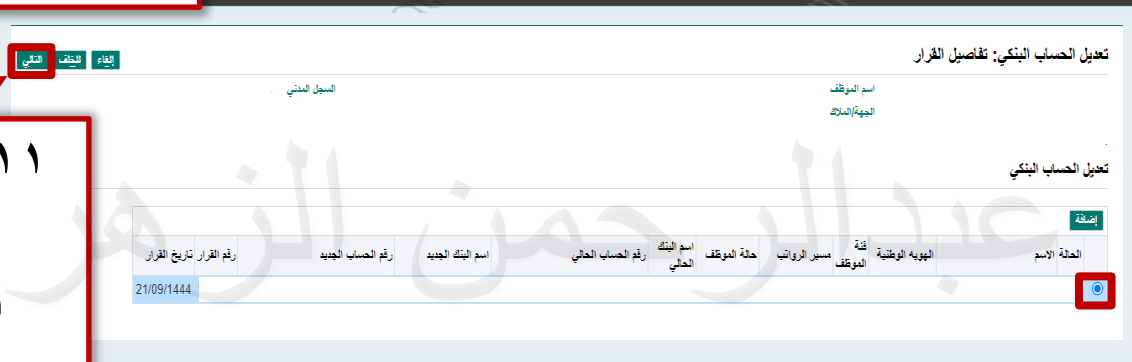 تعديل الحساب البنكي: تفاصيل القرار
إلغاء للخلف التالي
اسم الموظف
السجل المدني
الجهة/الملاك
تعديل الحساب البنكي
إضافة
الحالة الاسم الهويه الوطنية فئة الموظف مسير الرواتب حالة الموظف اسم البنك الحالي رقم الحساب الحالي اسم البنك الجديد رقم الحساب الجديد رقم القرار تاريخ القرار
21/09/1444
عبدالرحمن الزهر